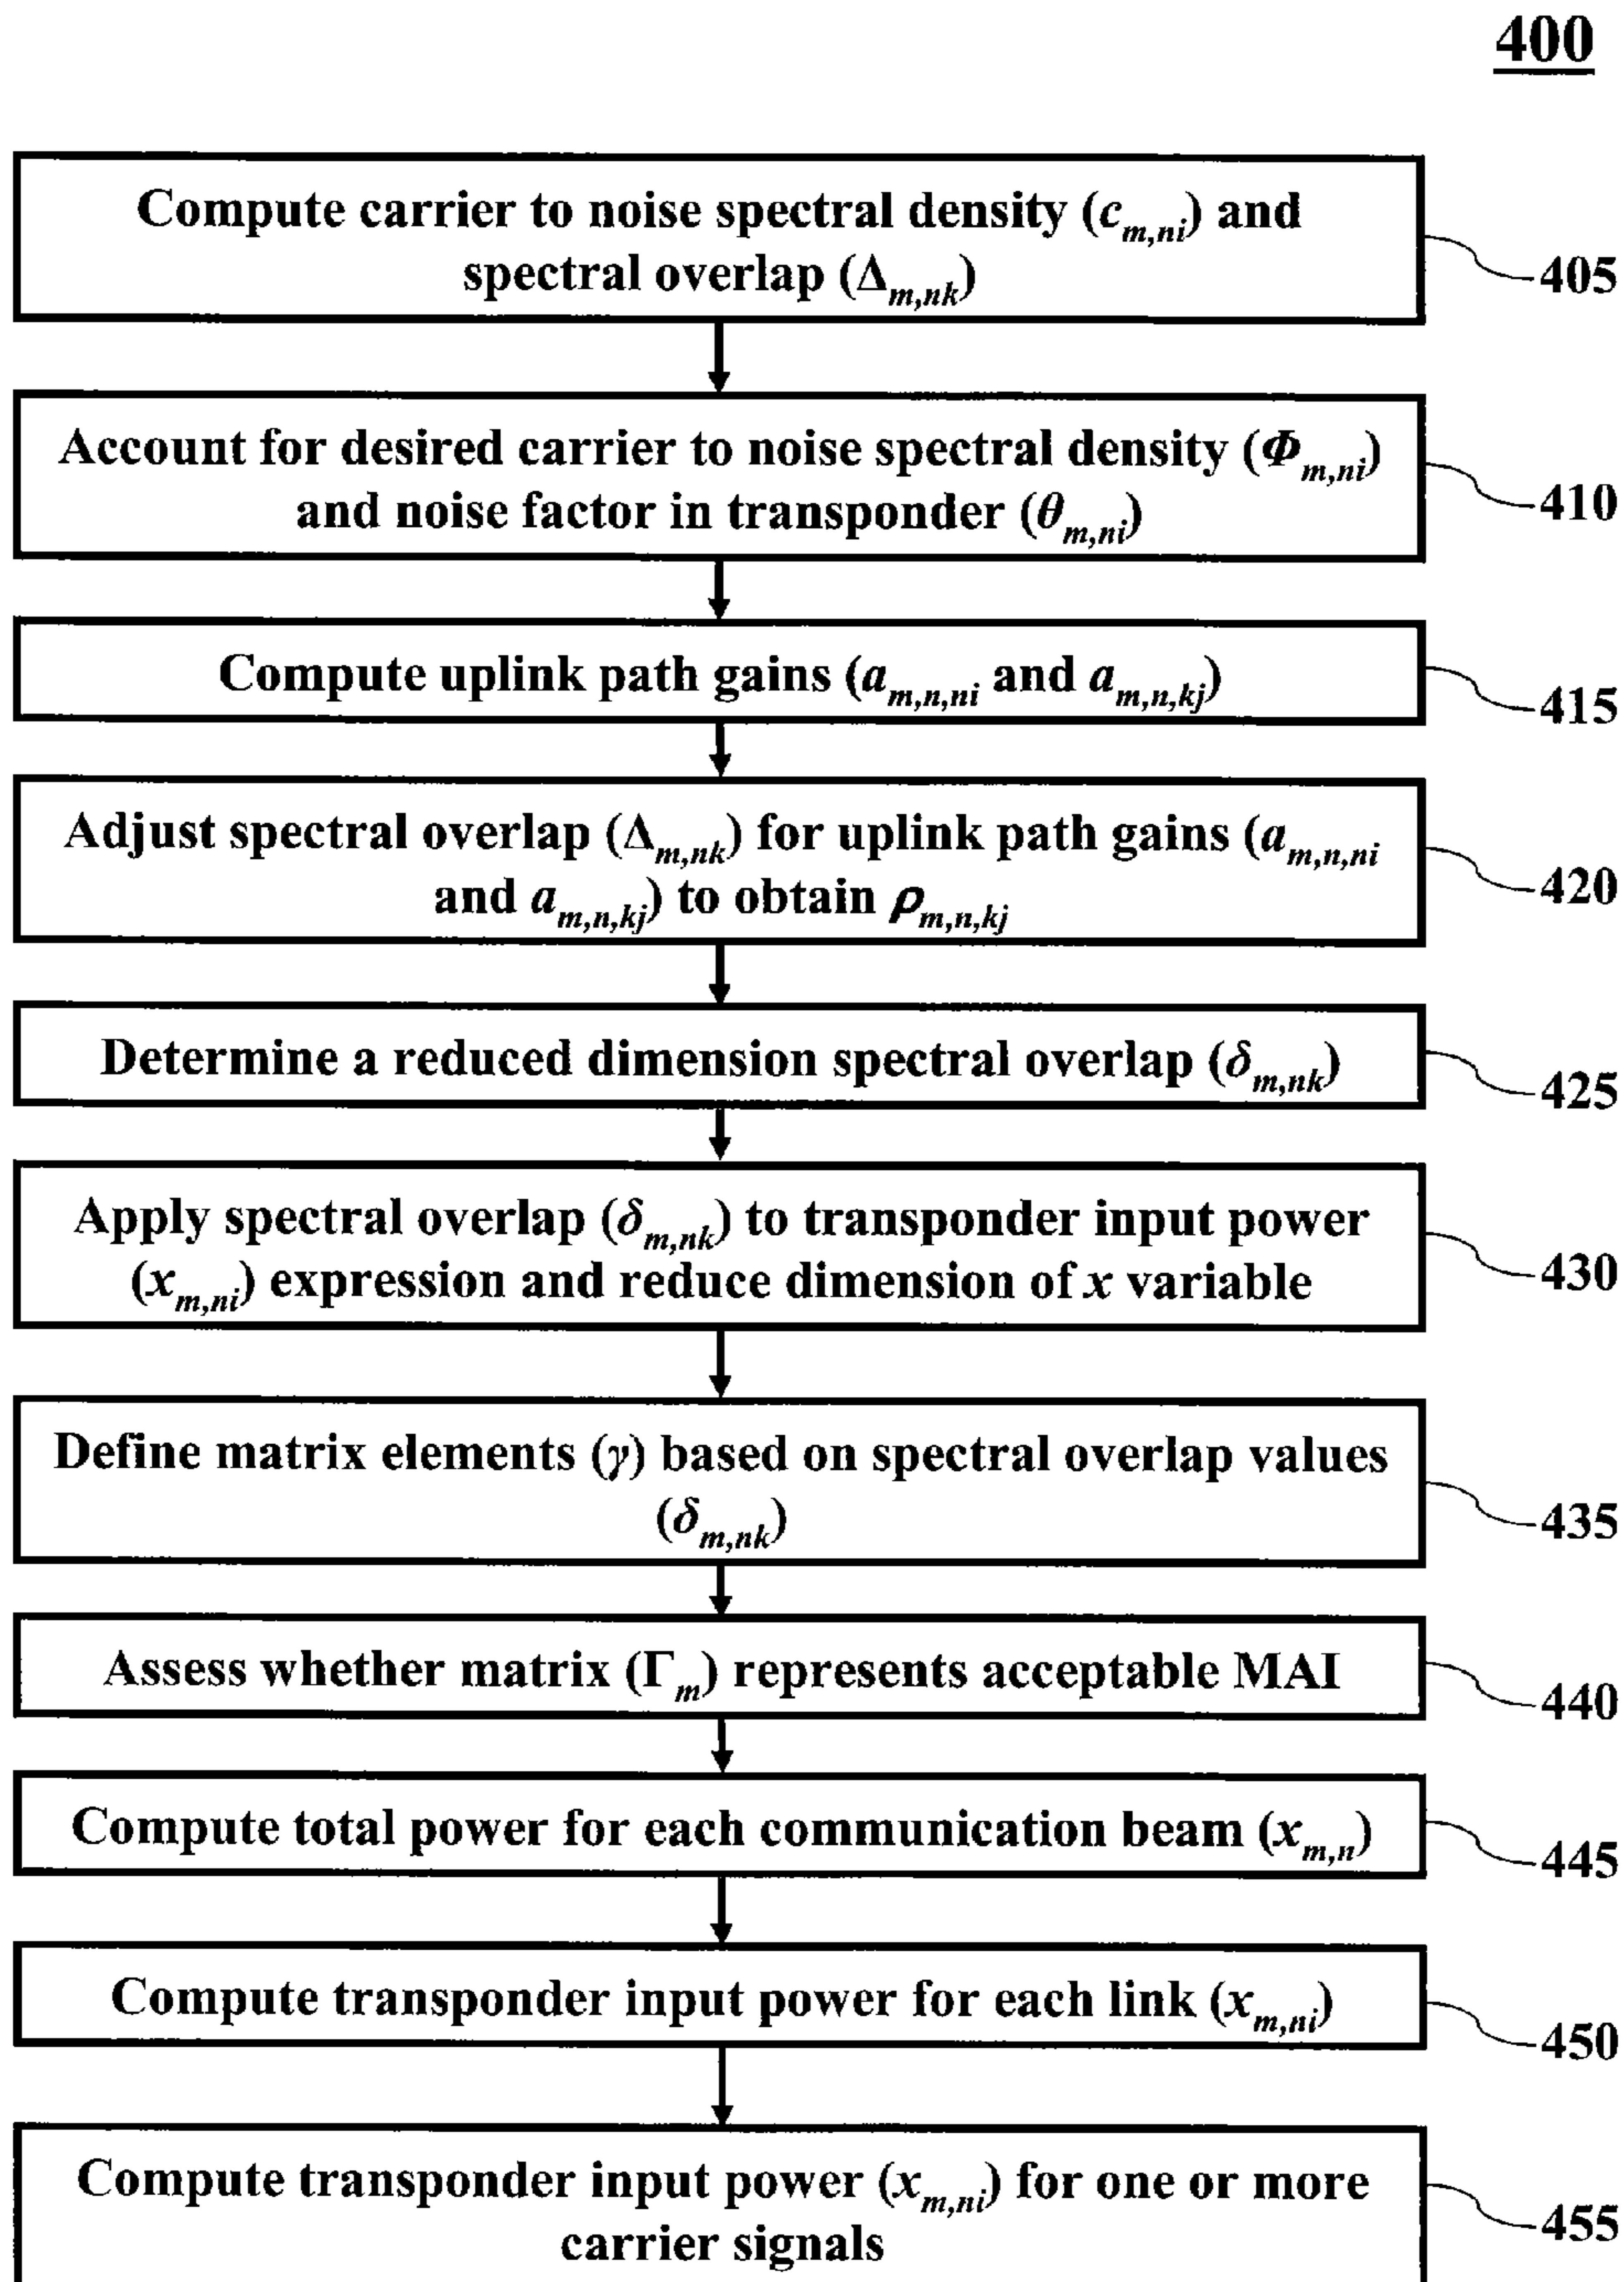 400
Compute carrier to noise spectral density (c_{m,ni}) and
spectral overlap (Δ_{m,nk})
405
Account for desired carrier to noise spectral density (Φ_{m,ni})
and noise factor in transponder (θ_{m,ni})
410
Compute uplink path gains (a_{m,n,ni} and a_{m,n,kj})
415
Adjust spectral overlap (Δ_{m,nk}) for uplink path gains (a_{m,n,ni}
and a_{m,n,kj}) to obtain ρ_{m,n,kj}
420
Determine a reduced dimension spectral overlap (δ_{m,nk})
425
Apply spectral overlap (δ_{m,nk}) to transponder input power
(x_{m,ni}) expression and reduce dimension of x variable
430
Define matrix elements (γ) based on spectral overlap values
(δ_{m,nk})
435
Assess whether matrix (Γ_m) represents acceptable MAI
440
Compute total power for each communication beam (x_{m,n})
445
Compute transponder input power for each link (x_{m,ni})
450
Compute transponder input power (x_{m,ni}) for one or more
carrier signals
455